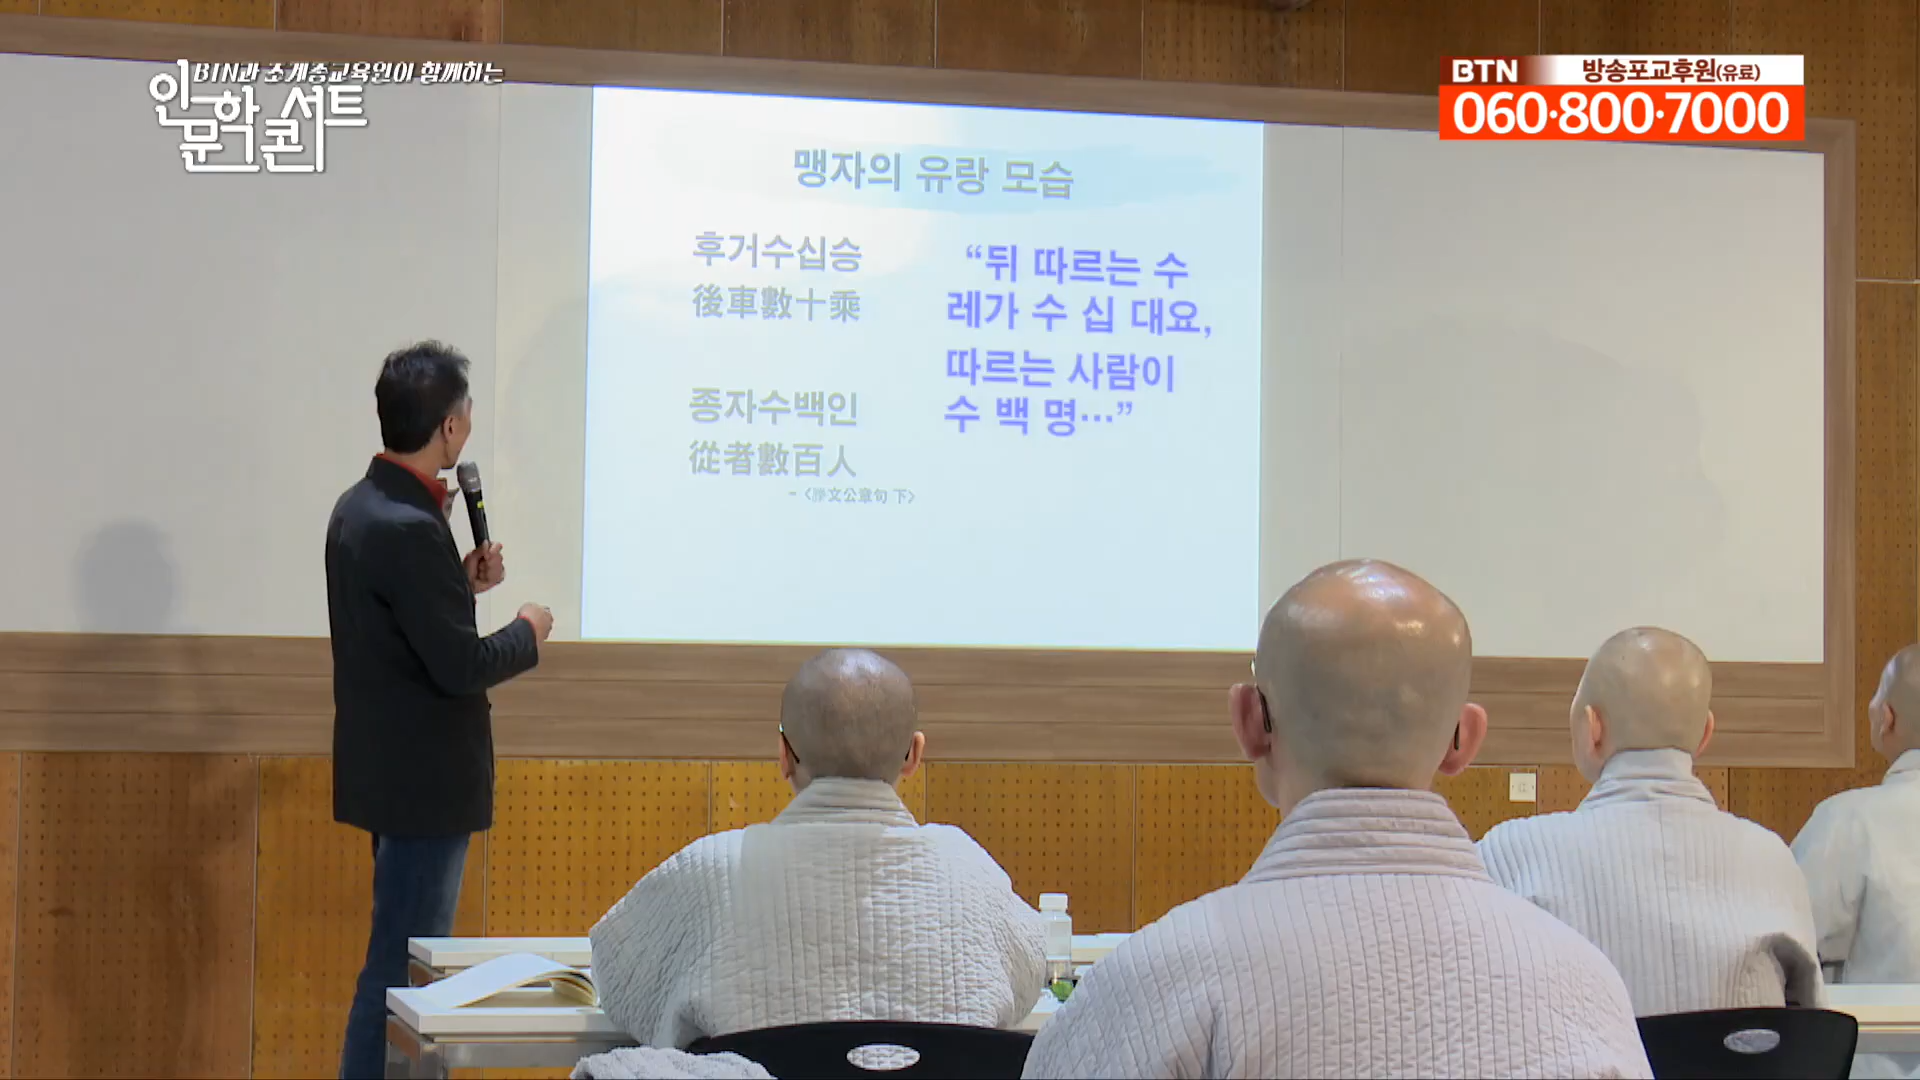 BTN과 조계종교육원이 함께하는
인문학 콘서트
BTN 방송포교후원(유료)
060·800·7000
맹자의 유랑 모습
후거수십승
後車數十乘
종자수백인
從者數百人
- <滕文公章句 下>
“뒤 따르는 수
레가 수 십 대요,
따르는 사람이
수 백 명…”